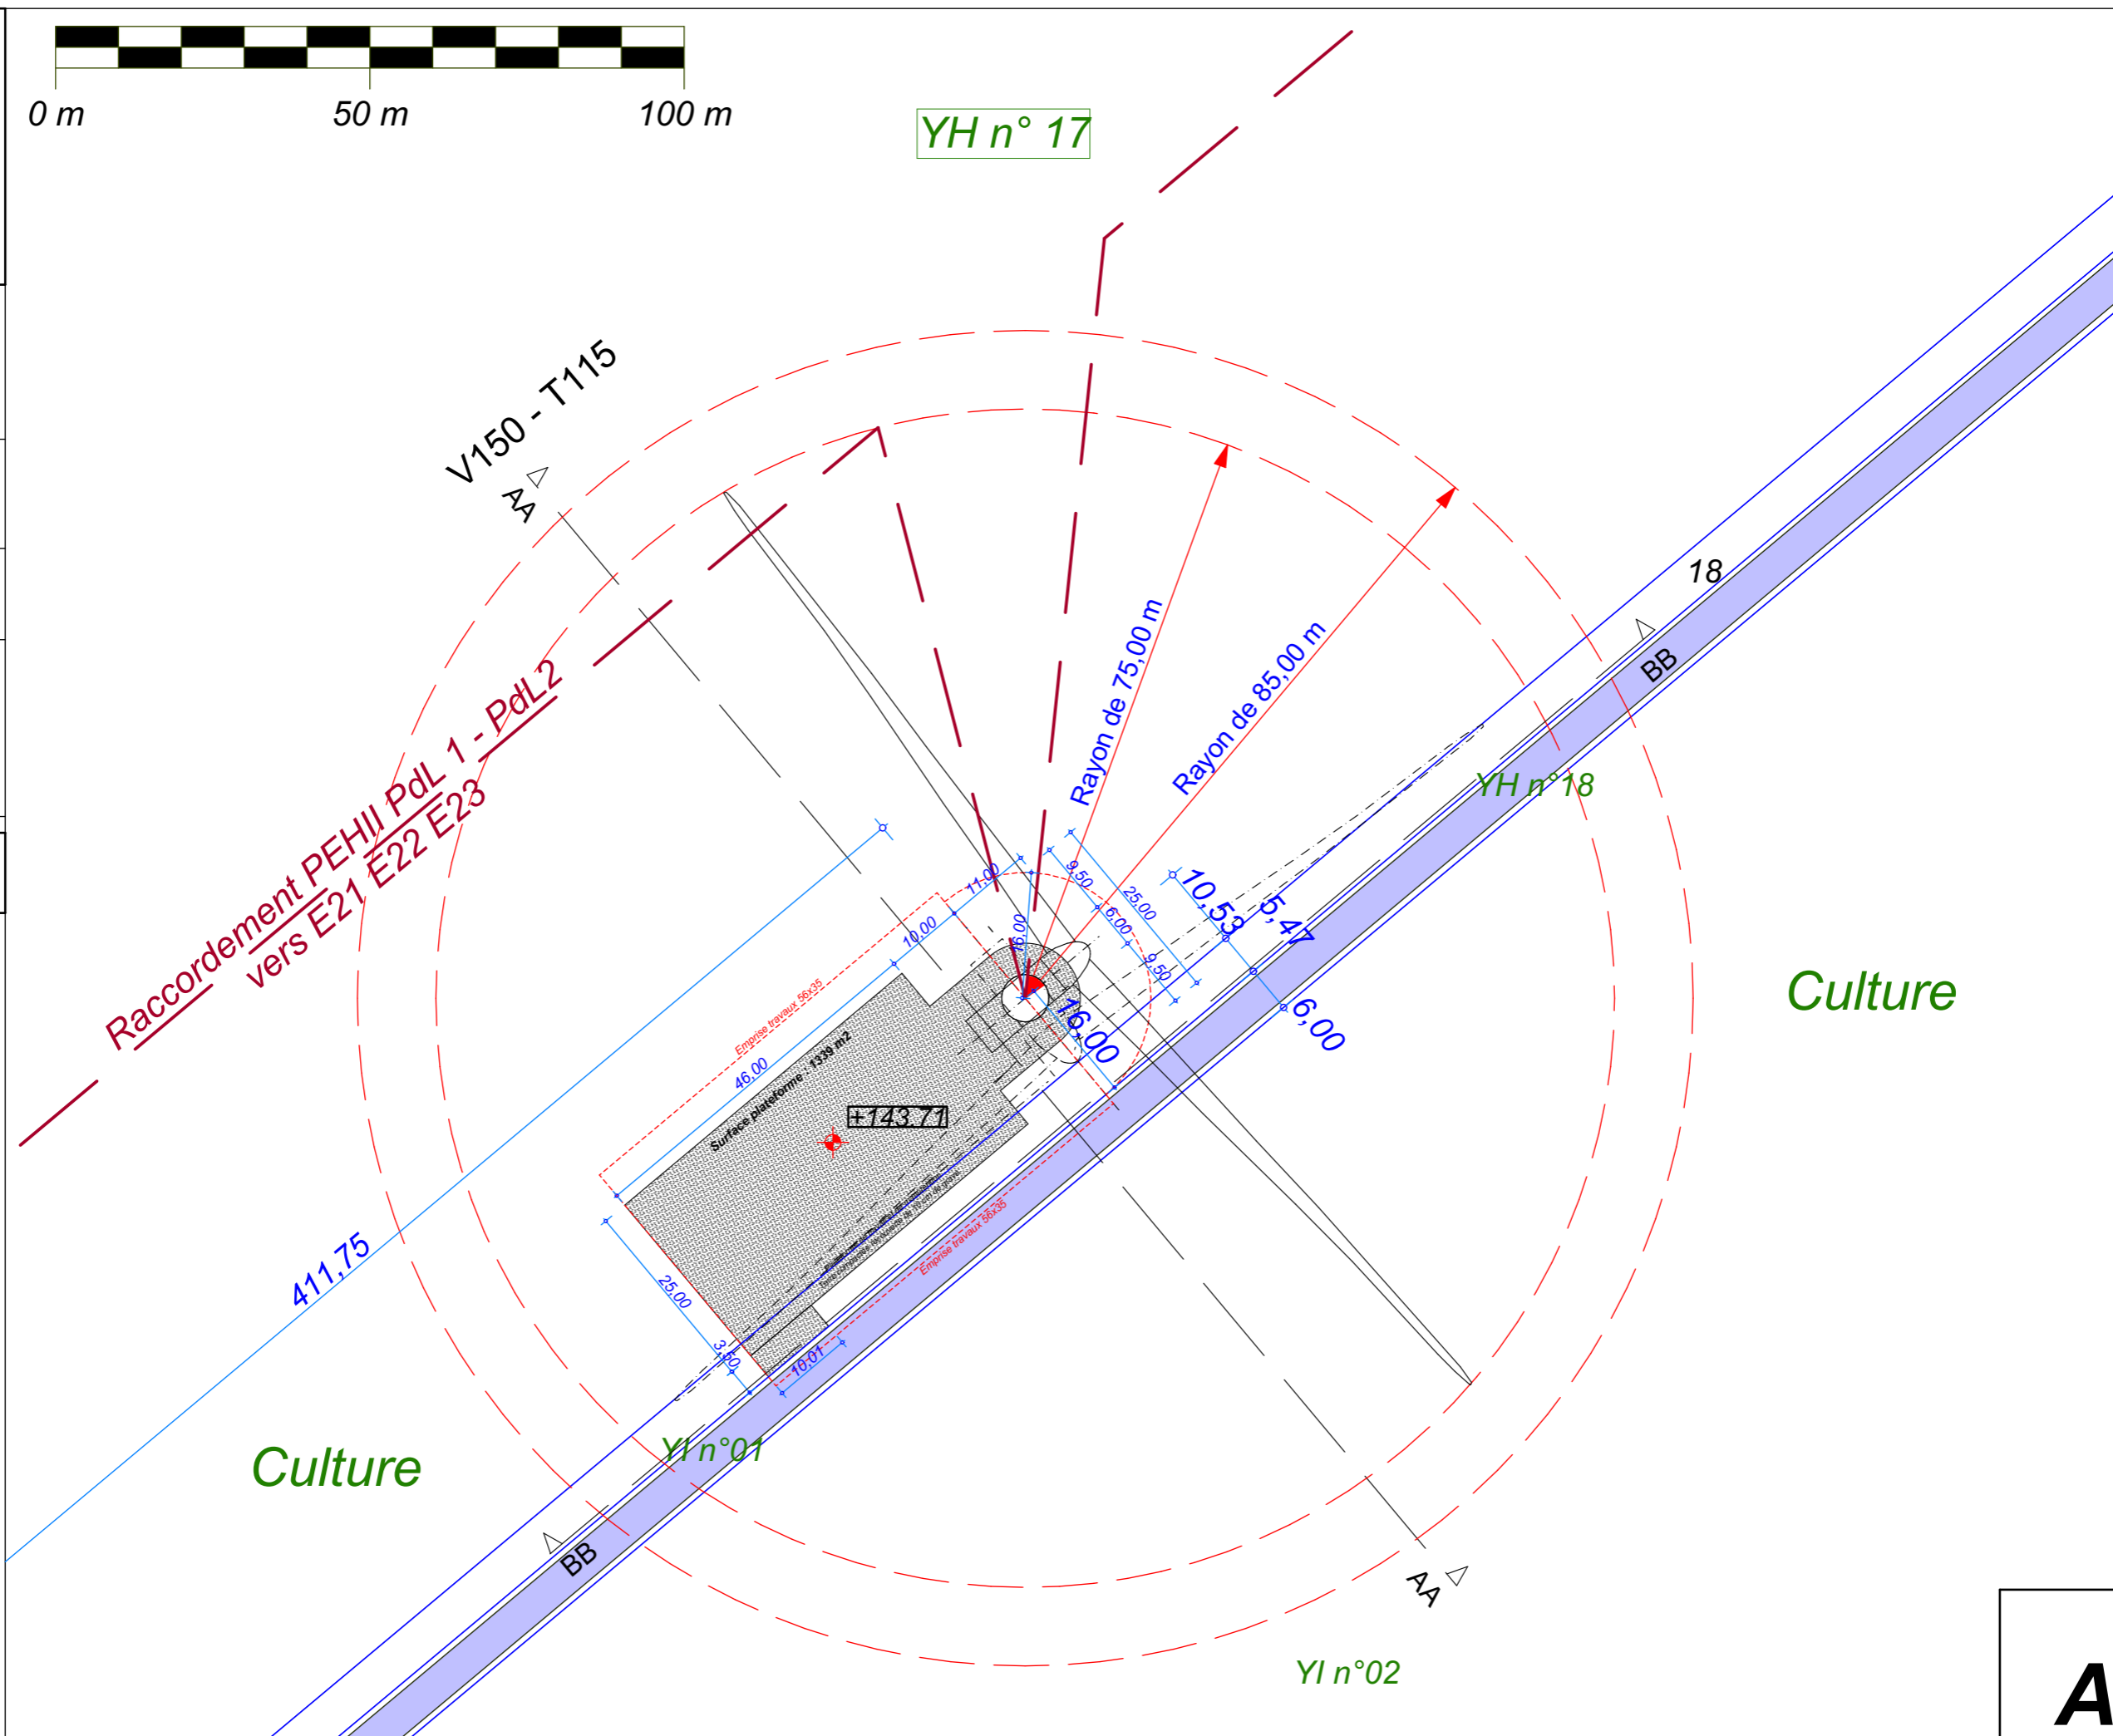 0 m
50 m
100 m
YH n° 17
V150 - T115
AA
18
BB
Rayon de 75,00 m
Rayon de 85,00 m
YH n°18
Raccordement PEHII PdL 1 - PdL2
vers E21 E22 E23
11,00
10,00
16,00
9,50
25,00
6,00
9,50
10,53
5,47
6,00
16,00
Culture
Emprise travaux 56x35
46,00
Surface plateforme : 1339 m2
+143.71
Emprise travaux 56x35
411,75
25,00
3,50
10,01
YI n°01
Culture
BB
AA
YI n°02
A